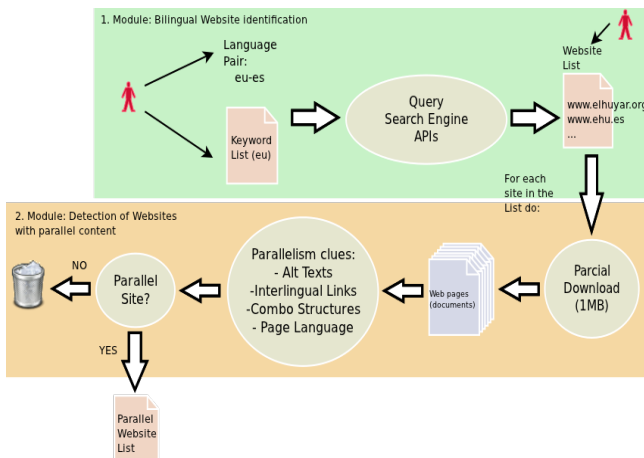 1. Module: Bilingual Website identification
Language
Pair:
eu-es
Keyword
List (eu)
Query
Search Engine
APIs
Website
List
www.elhuyar.org
www.ehu.es
...
For each
site in the
List do:
2. Module: Detection of Websites
with parallel content
Parcial
Download
(1MB)
Web pages
(documents)
Parallelism clues:
- Alt Texts
-Interlingual Links
-Combo Structures
- Page Language
Parallel
Site?
NO
YES
Parallel
Website
List